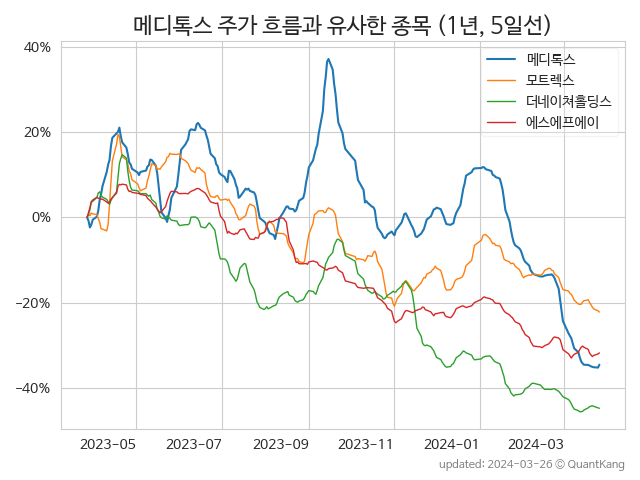 메디톡스 주가 흐름과 유사한 종목 (1년, 5일선)
메디톡스
모트렉스
더네이쳐홀딩스
에스에프에이
40%
20%
0%
−20%
−40%
2023-05 2023-07 2023-09 2023-11 2024-01 2024-03
updated: 2024-03-26 © QuantKang